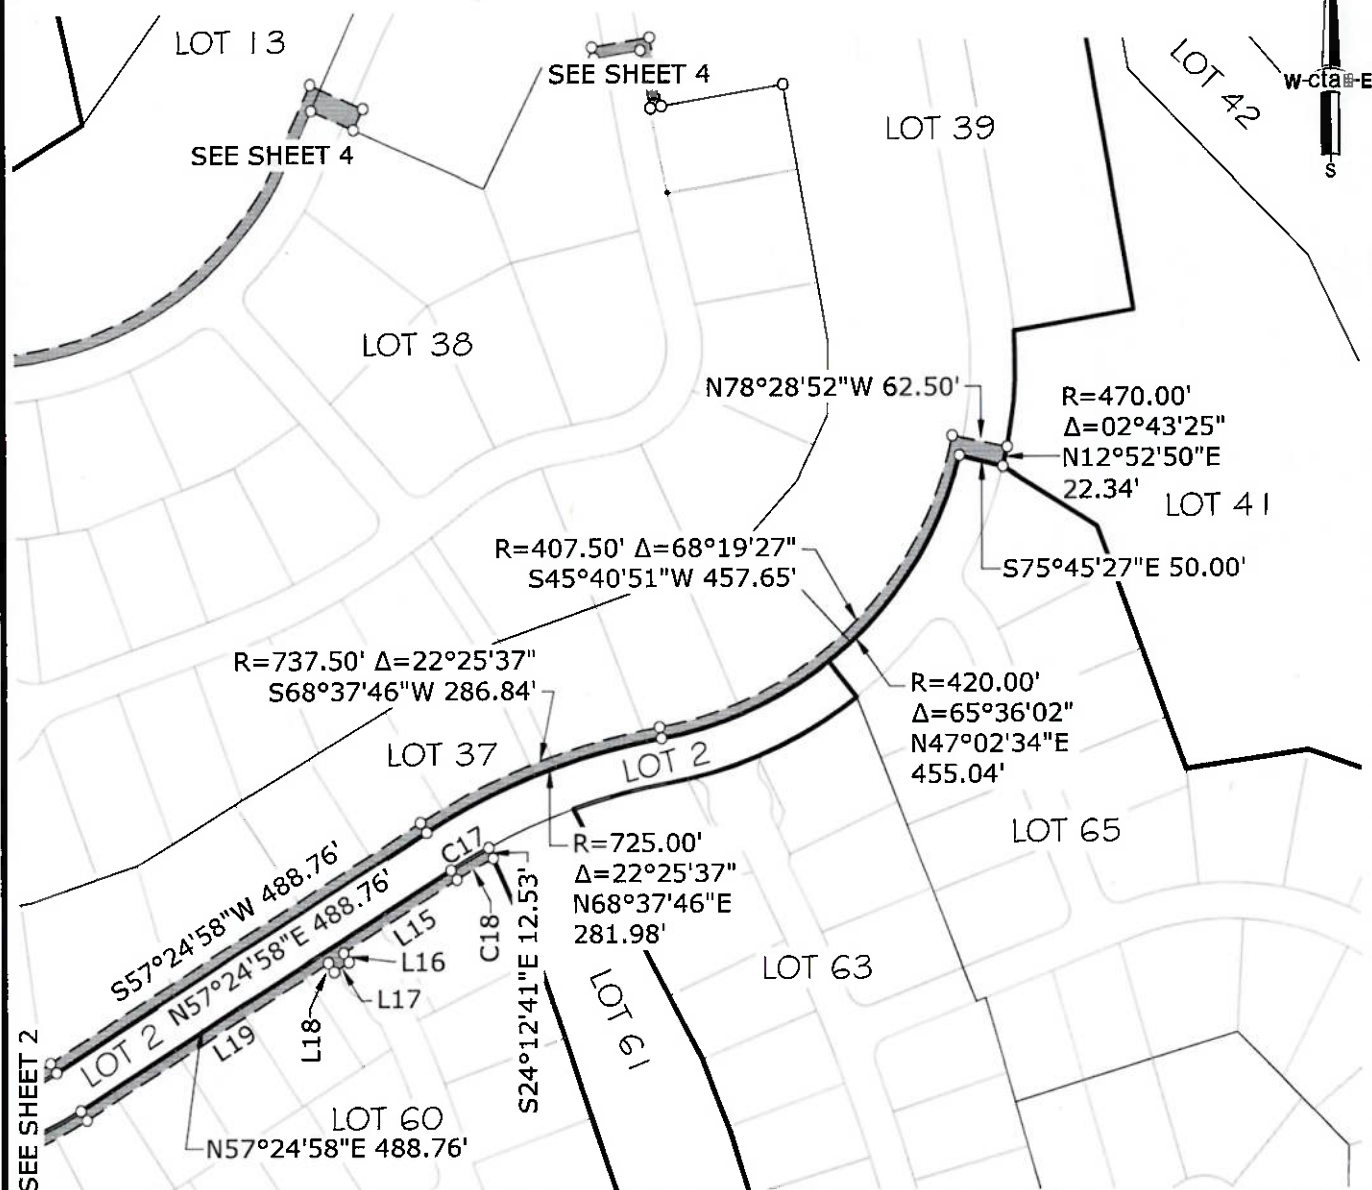 LOT 13
SEE SHEET 4
SEE SHEET 4
LOT 39
LOT 42
W-cta-E
S
LOT 38
N78°28'52"W 62.50'
R=470.00'
Δ=02°43'25"
N12°52'50"E
22.34'
LOT 41
R=407.50' Δ=68°19'27"
S45°40'51"W 457.65'
S75°45'27"E 50.00'
R=737.50' Δ=22°25'37"
S68°37'46"W 286.84'
R=420.00'
Δ=65°36'02"
N47°02'34"E
455.04'
LOT 37
LOT 2
LOT 65
R=725.00'
Δ=22°25'37"
N68°37'46"E
281.98'
C17
S57°24'58"W 488.76'
N57°24'58"E 488.76'
L15
C18
S24°12'41"E 12.53'
L16
L17
L18
L19
LOT 63
LOT 61
LOT 2
LOT 60
N57°24'58"E 488.76'
SEE SHEET 2